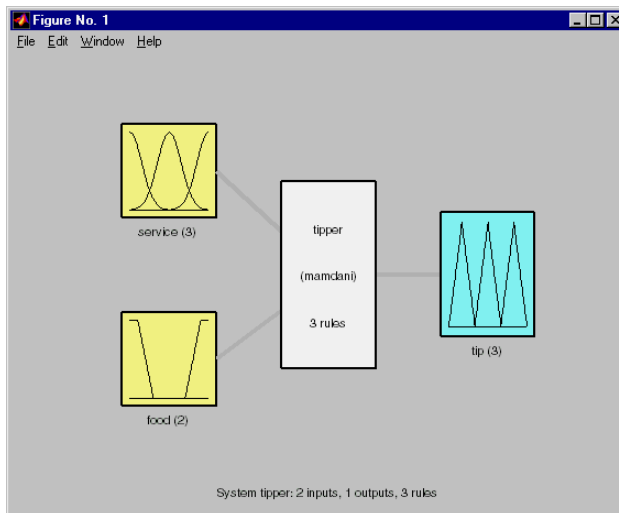 Figure No. 1
File Edit Window Help
service (3)
tipper
(mamdani)
3 rules
tip (3)
food (2)
System tipper: 2 inputs, 1 outputs, 3 rules